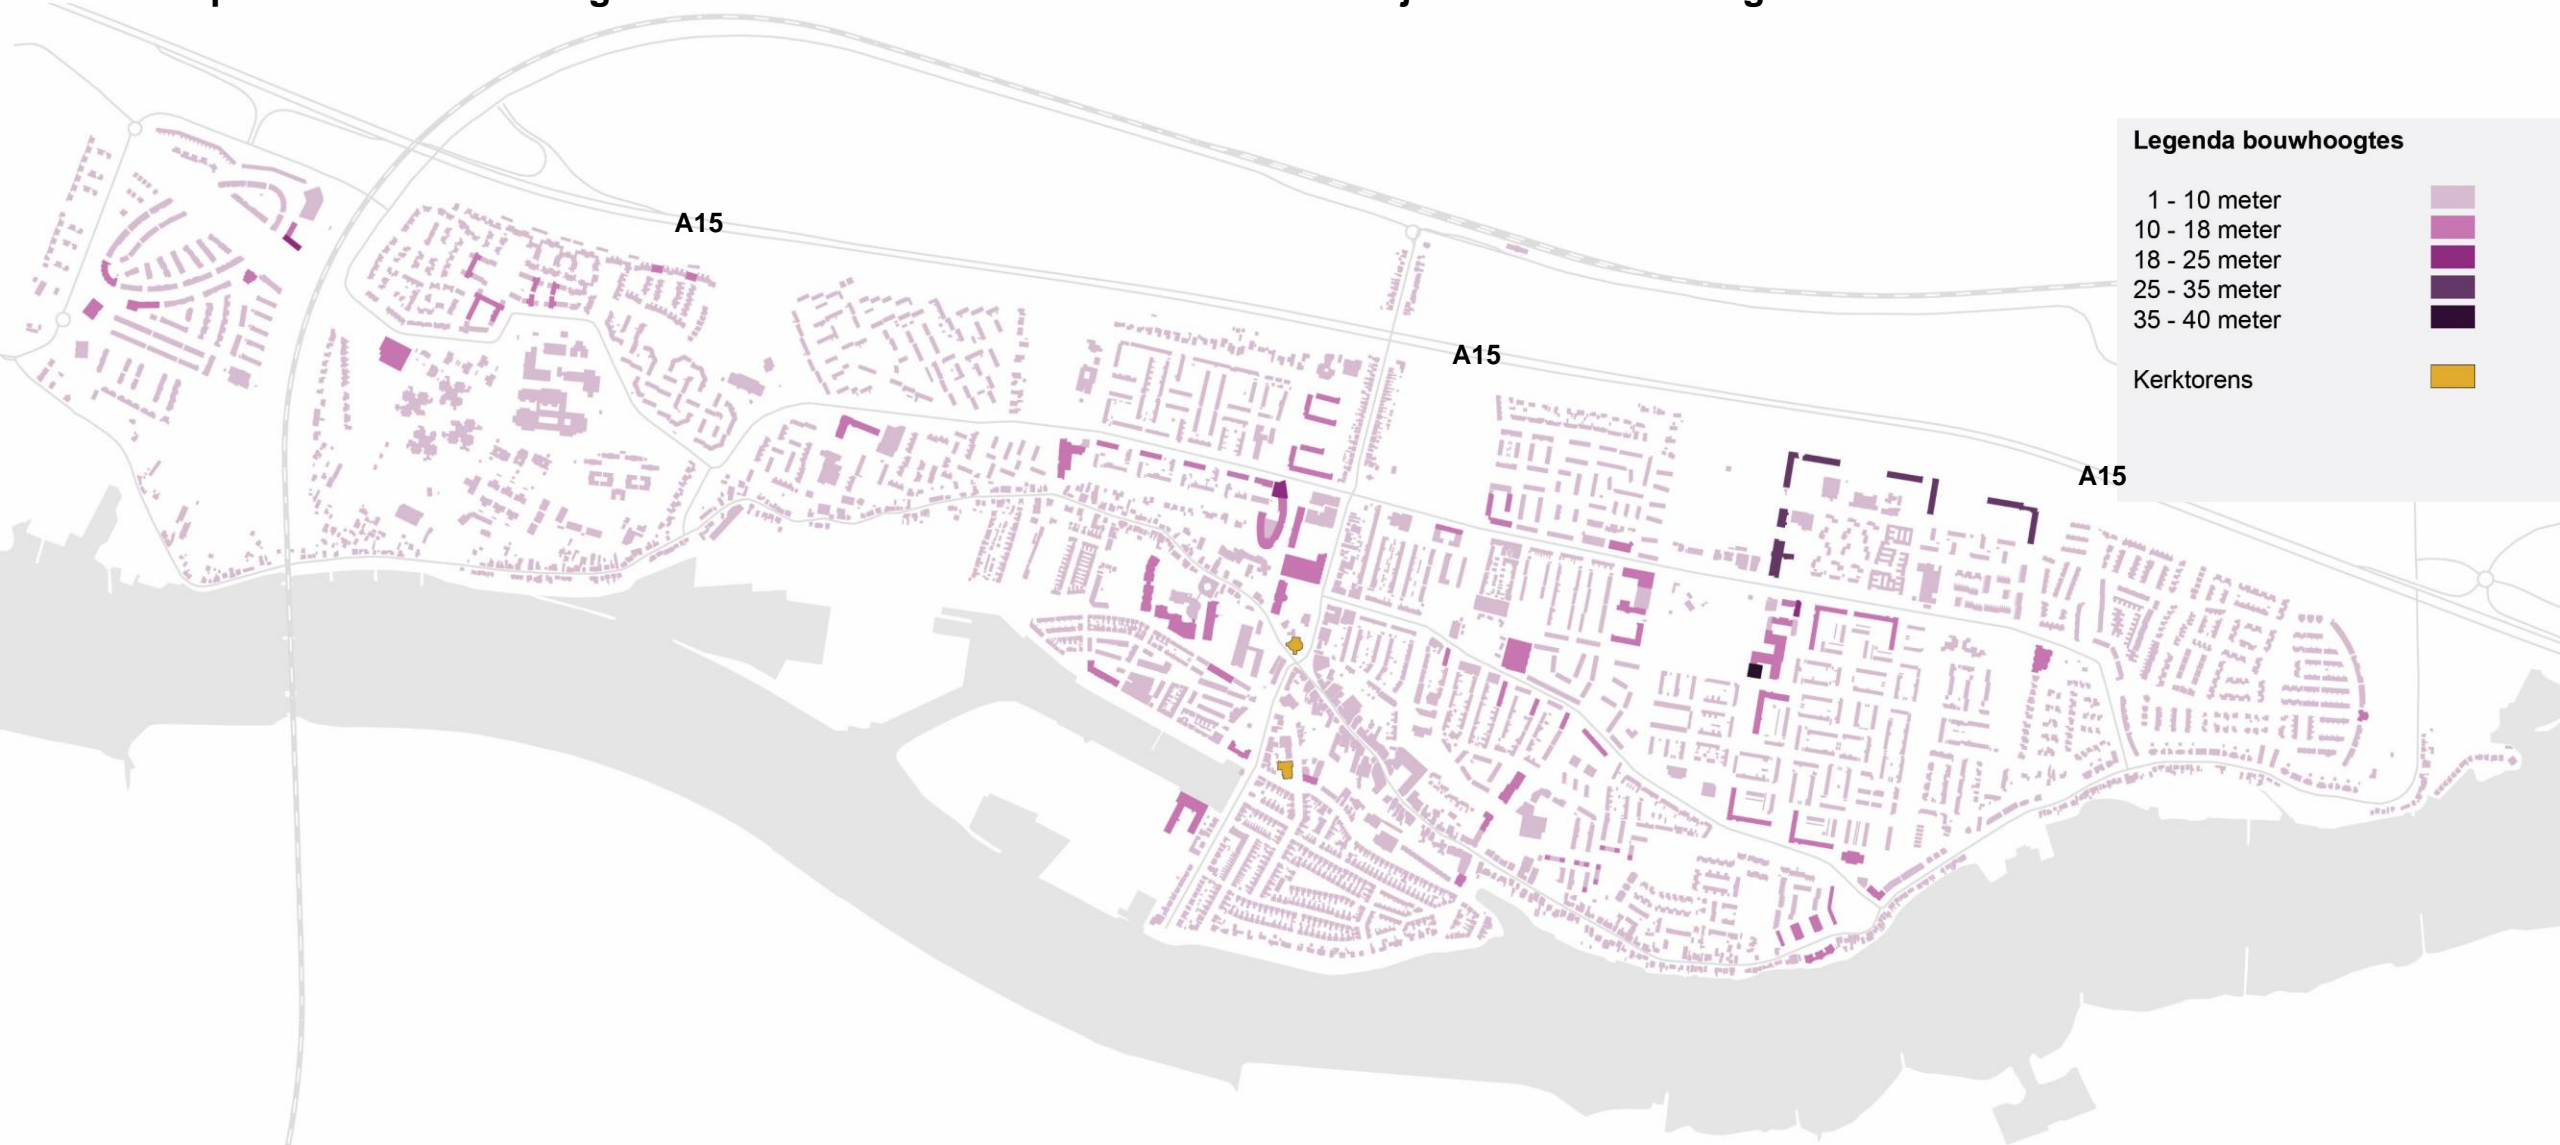 Legenda bouwhoogtes
1 - 10 meter
10 - 18 meter
18 - 25 meter
25 - 35 meter
35 - 40 meter
Kerktorens
A15
A15
A15